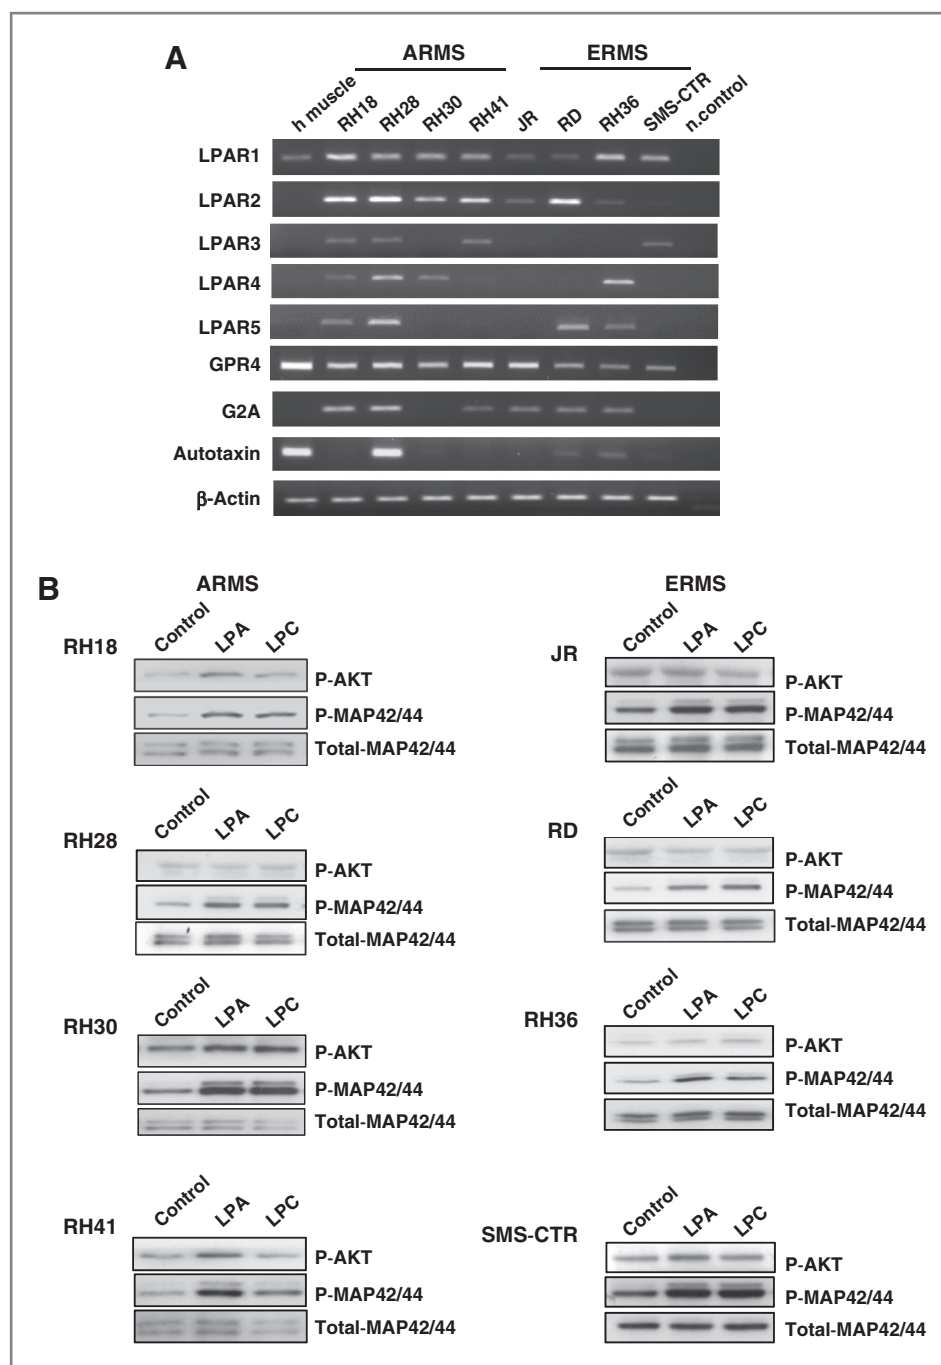 A
ARMS ERMS
h muscle RH18 RH28 RH30 RH41 JR RD RH36 SMS-CTR n.control
LPAR1
LPAR2
LPAR3
LPAR4
LPAR5
GPR4
G2A
Autotaxin
β-Actin
B
ARMS
RH18
Control LPA LPC
P-AKT
P-MAP42/44
Total-MAP42/44
RH28
Control LPA LPC
P-AKT
P-MAP42/44
Total-MAP42/44
RH30
Control LPA LPC
P-AKT
P-MAP42/44
Total-MAP42/44
RH41
Control LPA LPC
P-AKT
P-MAP42/44
Total-MAP42/44
ERMS
JR
Control LPA LPC
P-AKT
P-MAP42/44
Total-MAP42/44
RD
Control LPA LPC
P-AKT
P-MAP42/44
Total-MAP42/44
RH36
Control LPA LPC
P-AKT
P-MAP42/44
Total-MAP42/44
SMS-CTR
Control LPA LPC
P-AKT
P-MAP42/44
Total-MAP42/44